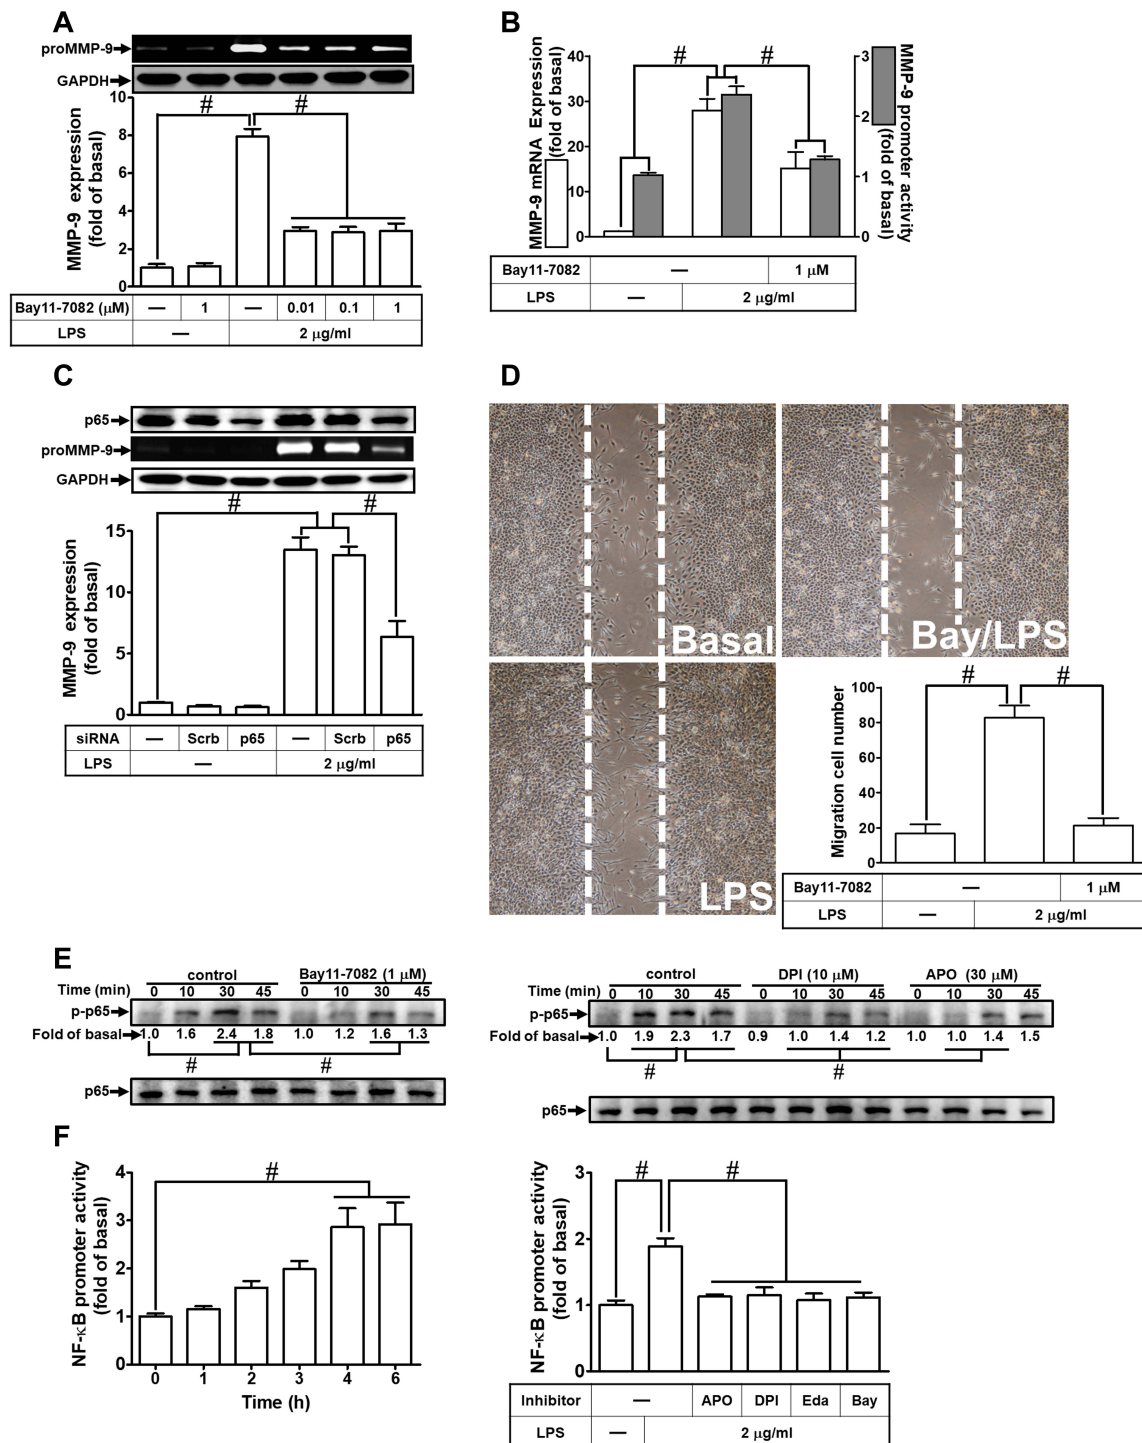 A
proMMP-9
GAPDH
#
#
MMP-9 expression
(fold of basal)
10
8
6
4
2
0
Bay11-7082 (μM) — 1 — 0.01 0.1 1
LPS — 2 μg/ml
B
#
#
MMP-9 mRNA Expression
(fold of basal)
40
30
20
10
0
MMP-9 promoter activity
(fold of basal)
3
2
1
0
Bay11-7082 — 1 μM
LPS — 2 μg/ml
C
p65
proMMP-9
GAPDH
#
#
MMP-9 expression
(fold of basal)
15
10
5
0
siRNA — Scrb p65 — Scrb p65
LPS — 2 μg/ml
D
Basal
Bay/LPS
LPS
#
#
Migration cell number
100
80
60
40
20
0
Bay11-7082 — 1 μM
LPS — 2 μg/ml
E
control Bay11-7082 (1 μM)
Time (min) 0 10 30 45 0 10 30 45
p-p65
Fold of basal 1.0 1.6 2.4 1.8 1.0 1.2 1.6 1.3
# #
p65
control DPI (10 μM) APO (30 μM)
Time (min) 0 10 30 45 0 10 30 45 0 10 30 45
p-p65
Fold of basal 1.0 1.9 2.3 1.7 0.9 1.0 1.4 1.2 1.0 1.0 1.4 1.5
# #
p65
F
#
NF-κB promoter activity
(fold of basal)
4
3
2
1
0
0 1 2 3 4 6
Time (h)
#
#
NF-κB promoter activity
(fold of basal)
3
2
1
0
Inhibitor — APO DPI Eda Bay
LPS — 2 μg/ml